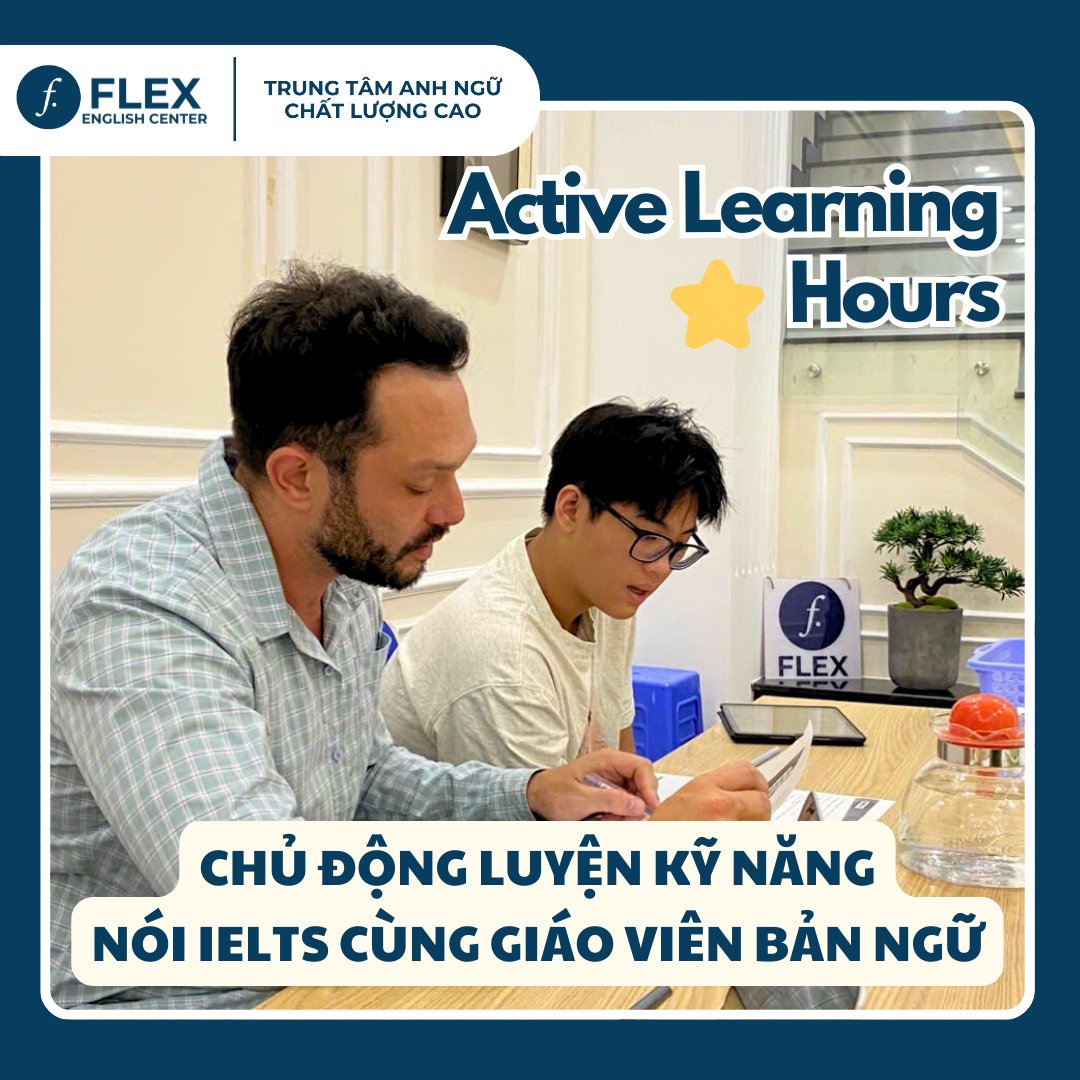 f.
FLEX
ENGLISH CENTER
TRUNG TÂM ANH NGỮ
CHẤT LƯỢNG CAO
Active Learning
Hours
f.
FLEX
CHỦ ĐỘNG LUYỆN KỸ NĂNG
NÓI IELTS CÙNG GIÁO VIÊN BẢN NGỮ